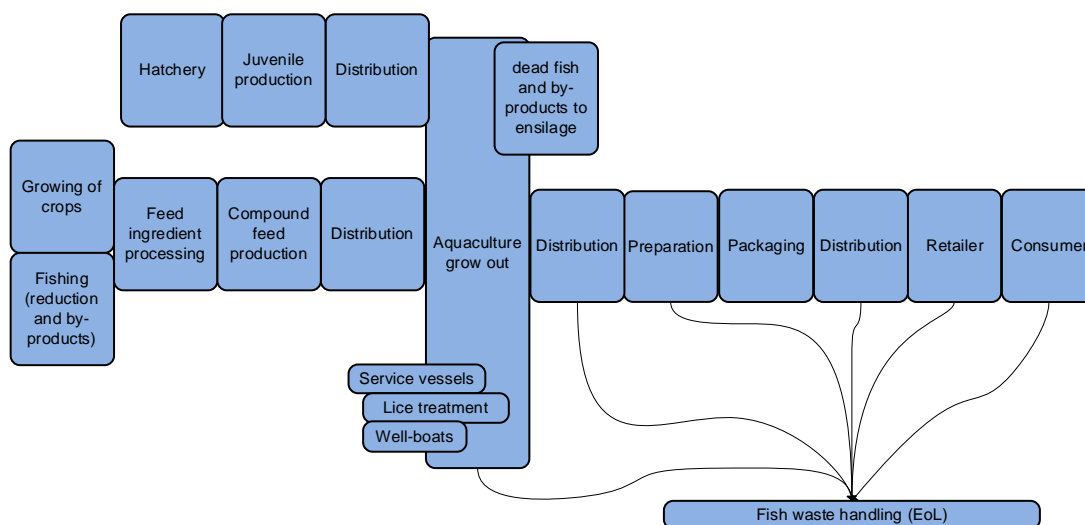 Hatchery
Juvenile
production
Distribution
dead fish
and by-
products to
ensilage
Growing of
crops
Fishing
(reduction
and by-
products)
Feed
ingredient
processing
Compound
feed
production
Distribution
Aquaculture
grow out
Distribution
Preparation
Packaging
Distribution
Retailer
Consumer
Service vessels
Lice treatment
Well-boats
Fish waste handling (EoL)